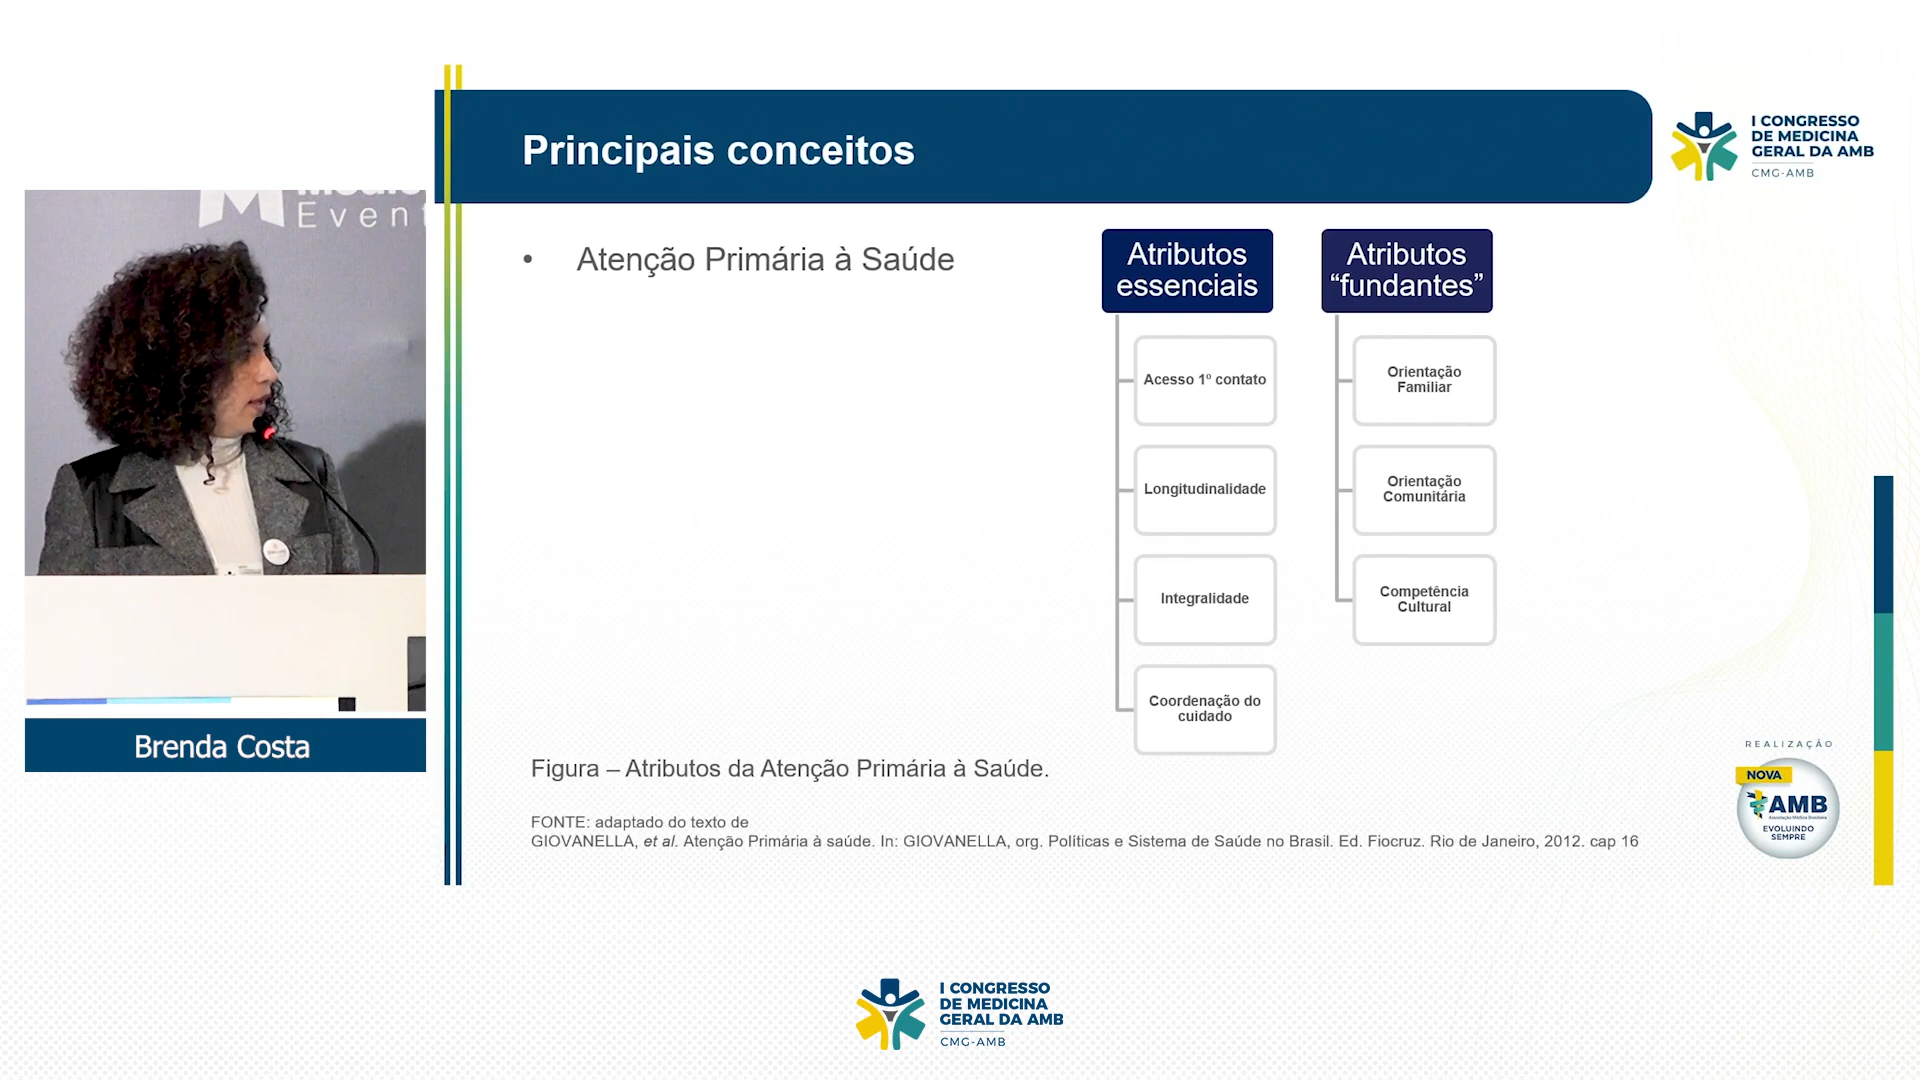 Principais conceitos
I CONGRESSO
DE MEDICINA
GERAL DA AMB
CMG-AMB
Event
Brenda Costa
• Atenção Primária à Saúde
Atributos
essenciais
Acesso 1º contato
Longitudinalidade
Integralidade
Coordenação do
cuidado
Atributos
“fundantes”
Orientação
Familiar
Orientação
Comunitária
Competência
Cultural
Figura – Atributos da Atenção Primária à Saúde.
FONTE: adaptado do texto de
GIOVANELLA, et al. Atenção Primária à saúde. In: GIOVANELLA, org. Políticas e Sistema de Saúde no Brasil. Ed. Fiocruz. Rio de Janeiro, 2012. cap 16
REALIZAÇÃO
NOVA
AMB
Associação Médica Brasileira
EVOLUINDO
SEMPRE
I CONGRESSO
DE MEDICINA
GERAL DA AMB
CMG-AMB